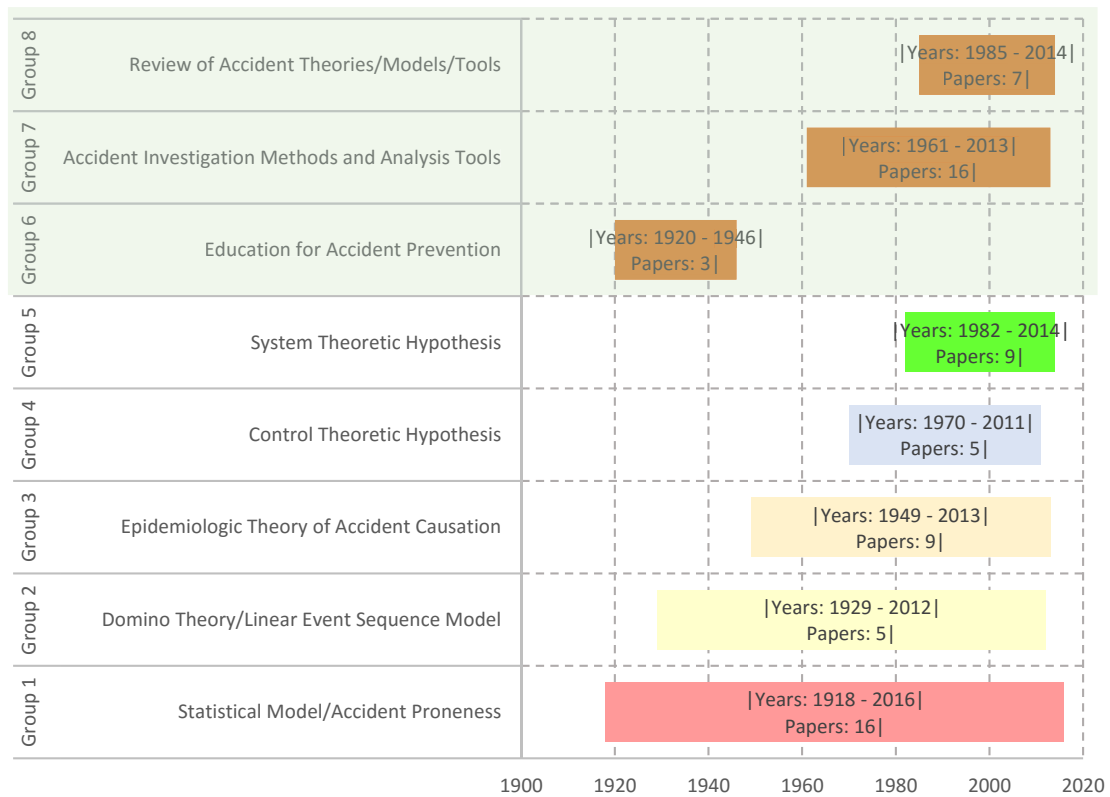 Group 8
Review of Accident Theories/Models/Tools
|Years: 1985 - 2014|
Papers: 7|
Group 7
Accident Investigation Methods and Analysis Tools
|Years: 1961 - 2013|
Papers: 16|
Group 6
Education for Accident Prevention
|Years: 1920 - 1946|
Papers: 3|
Group 5
System Theoretic Hypothesis
|Years: 1982 - 2014|
Papers: 9|
Group 4
Control Theoretic Hypothesis
|Years: 1970 - 2011|
Papers: 5|
Group 3
Epidemiologic Theory of Accident Causation
|Years: 1949 - 2013|
Papers: 9|
Group 2
Domino Theory/Linear Event Sequence Model
|Years: 1929 - 2012|
Papers: 5|
Group 1
Statistical Model/Accident Proneness
|Years: 1918 - 2016|
Papers: 16|
1900 1920 1940 1960 1980 2000 2020